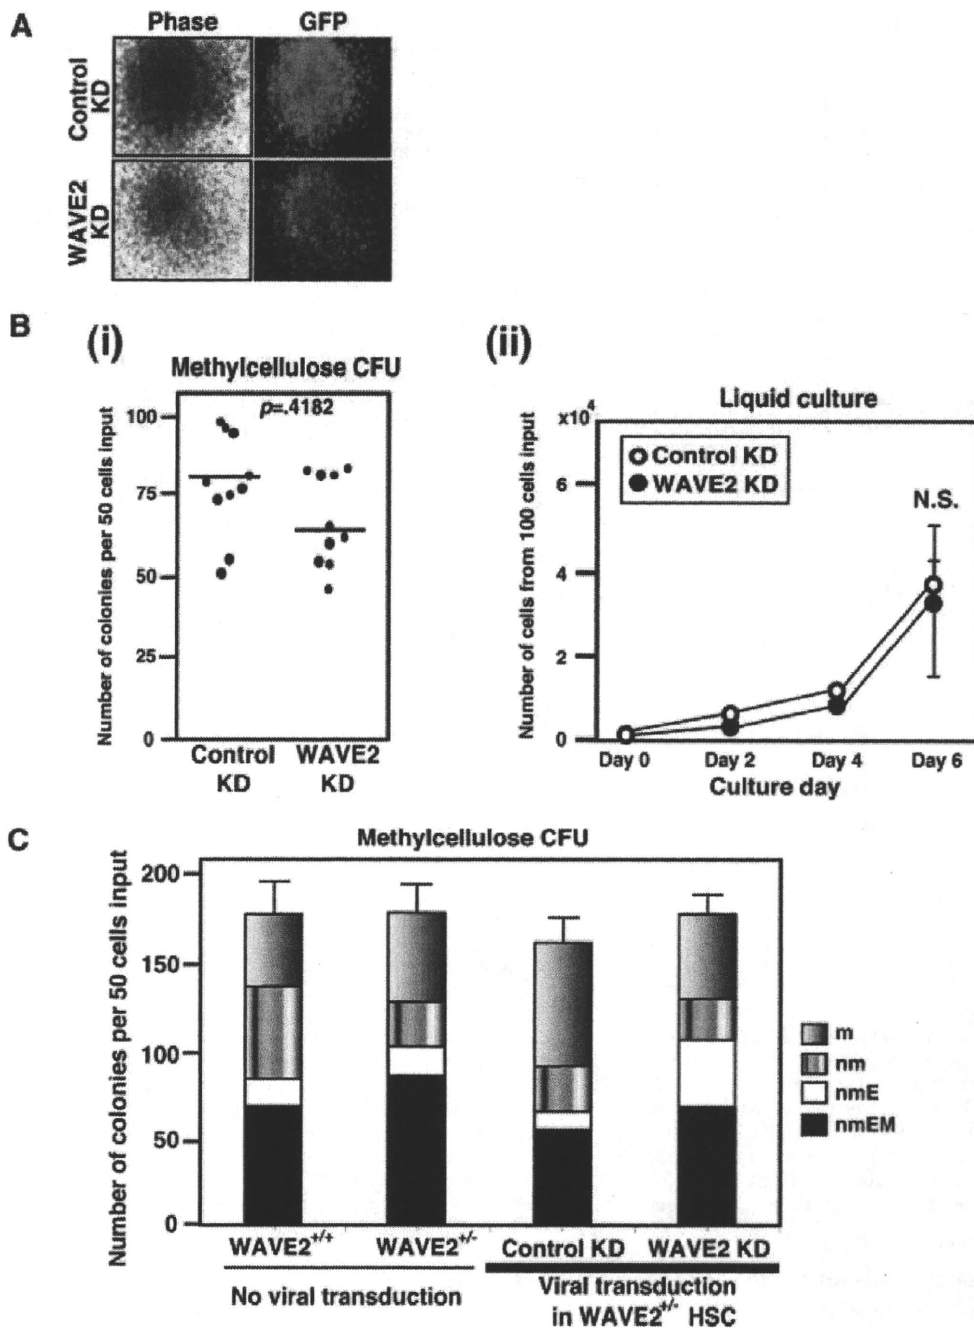 A
Phase GFP
Control KD
WAVE2 KD
B
(i)
Methylcellulose CFU
p=.4182
Number of colonies per 50 cells input
100
75
50
25
0
Control KD
WAVE2 KD
(ii)
Liquid culture
x10^4
Control KD
WAVE2 KD
N.S.
Number of cells from 100 cells input
6
4
2
0
Day 0 Day 2 Day 4 Day 6
Culture day
C
Methylcellulose CFU
Number of colonies per 50 cells input
200
150
100
50
0
m
nm
nmE
nmEM
WAVE2+/+ WAVE2+/- Control KD WAVE2 KD
No viral transduction
Viral transduction
in WAVE2+/- HSC